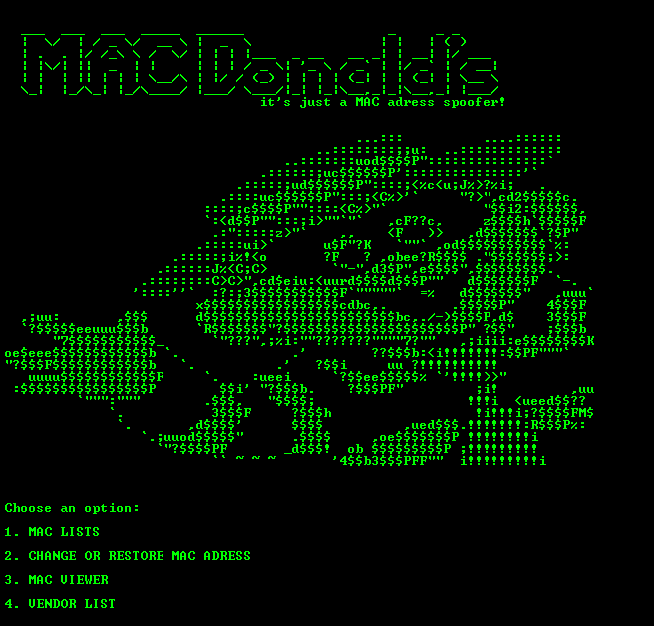 MACDonald's
it's just a MAC adress spoofer!
Choose an option:
1. MAC LISTS
2. CHANGE OR RESTORE MAC ADRESS
3. MAC VIEWER
4. VENDOR LIST